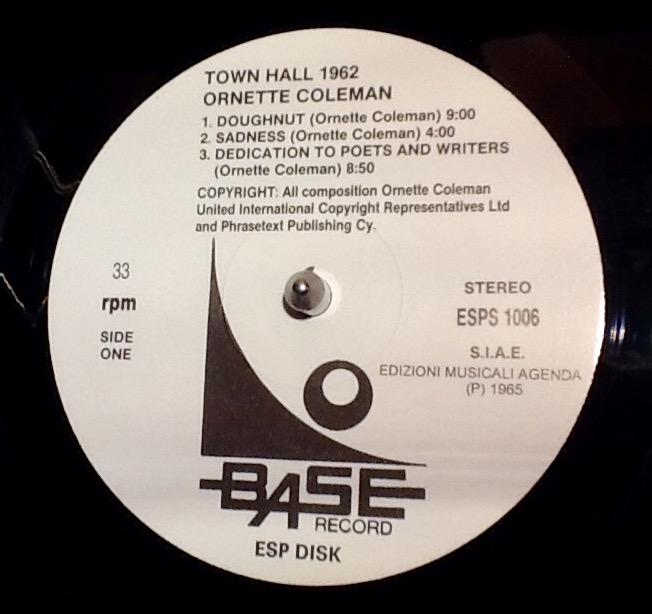 TOWN HALL 1962
ORNETTE COLEMAN
1. DOUGHNUT (Ornette Coleman) 9:00
2. SADNESS (Ornette Coleman) 4:00
3. DEDICATION TO POETS AND WRITERS
(Ornette Coleman) 8:50
COPYRIGHT: All composition Ornette Coleman
United International Copyright Representatives Ltd
and Phrasetext Publishing Cy.
33
rpm
SIDE
ONE
STEREO
ESPS 1006
S.I.A.E.
EDIZIONI MUSICALI AGENDA
(P) 1965
BASE
RECORD
ESP DISK